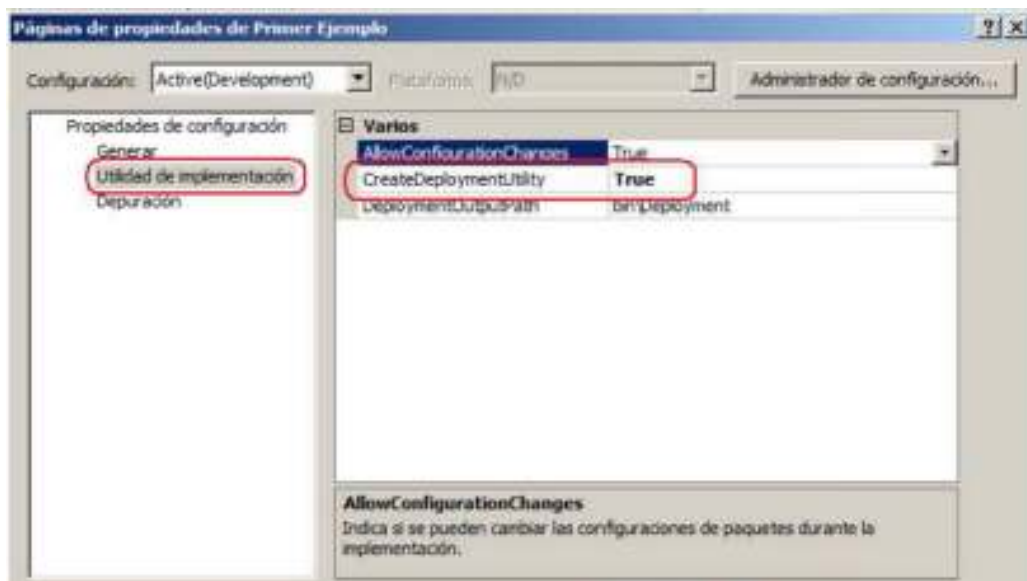 Páginas de propiedades de Primer Ejemplo
Configuración: Active(Development) Plataforma: N/D Administrador de configuración...
Propiedades de configuración
Generar
Utilidad de implementación
Depuración
Varios
AllowConfigurationChanges True
CreateDeploymentUtility True
DeploymentOutputPath bin\Deployment
AllowConfigurationChanges
Indica si se pueden cambiar las configuraciones de paquetes durante la
implementación.